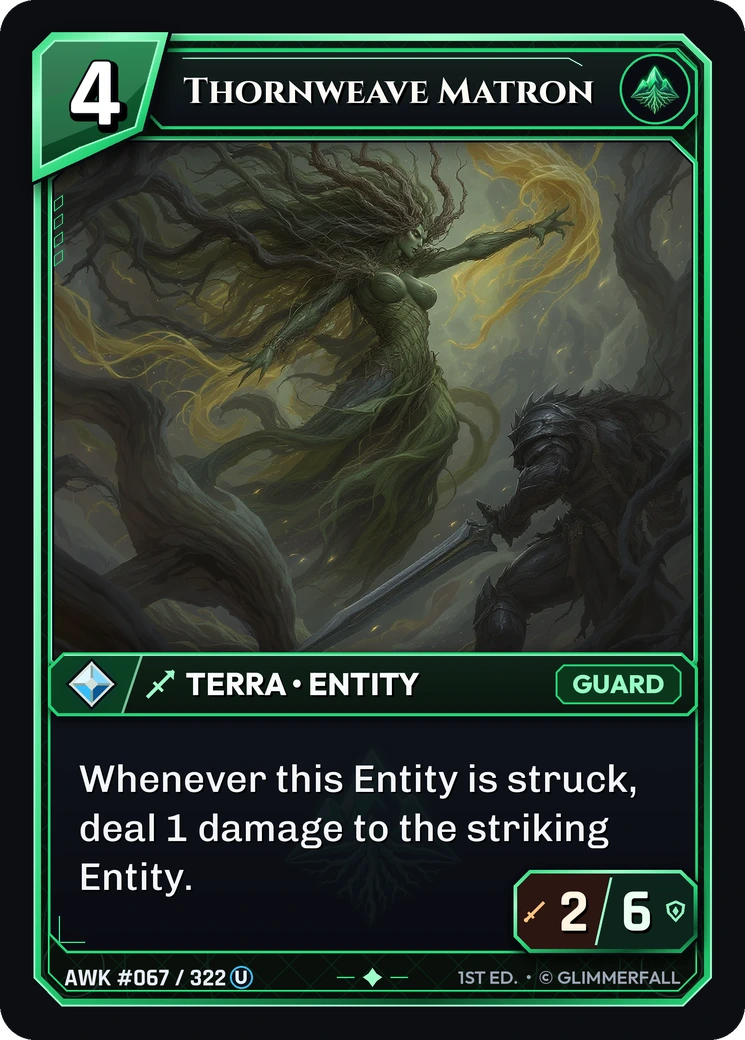 4
THORNWEAVE MATRON
TERRA • ENTITY
GUARD
Whenever this Entity is struck,
deal 1 damage to the striking
Entity.
2/6
AWK #067 / 322 U
1ST ED. • © GLIMMERFALL